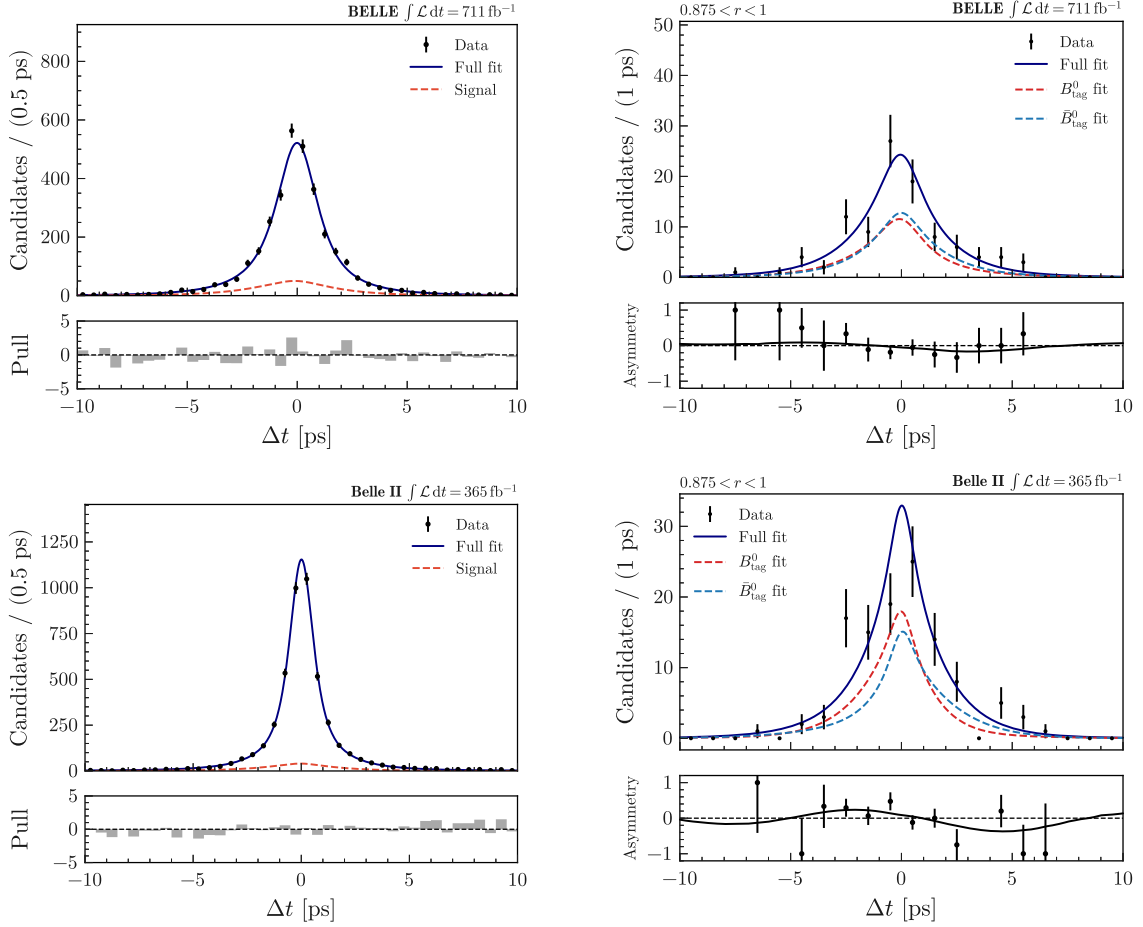 BELLE ∫ℒ dt = 711 fb⁻¹
Candidates / (0.5 ps)
800
600
400
200
0
Data
Full fit
Signal
Pull
5
0
−5
−10
−5
0
5
10
Δt [ps]
0.875 < r < 1
BELLE ∫ℒ dt = 711 fb⁻¹
Candidates / (1 ps)
50
40
30
20
10
0
Data
Full fit
B⁰_tag fit
B̄⁰_tag fit
Asymmetry
1
0
−1
−10
−5
0
5
10
Δt [ps]
Belle II ∫ℒ dt = 365 fb⁻¹
Candidates / (0.5 ps)
1250
1000
750
500
250
0
Data
Full fit
Signal
Pull
5
0
−5
−10
−5
0
5
10
Δt [ps]
0.875 < r < 1
Belle II ∫ℒ dt = 365 fb⁻¹
Candidates / (1 ps)
30
20
10
0
Data
Full fit
B⁰_tag fit
B̄⁰_tag fit
Asymmetry
1
0
−1
−10
−5
0
5
10
Δt [ps]